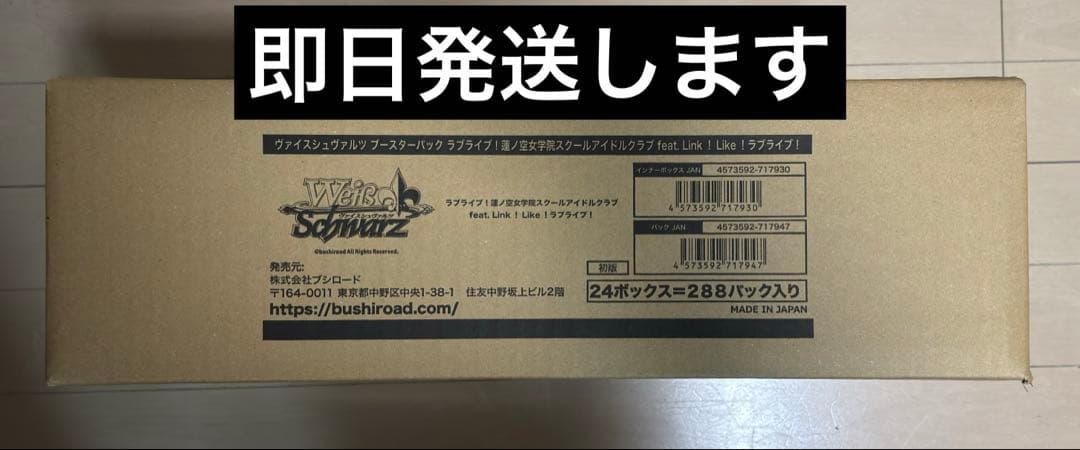 即日発送します
ヴァイスシュヴァルツ ブースターパック ラブライブ！蓮ノ空女学院スクールアイドルクラブ feat. Link！Like！ラブライブ！
Weiß
ヴァイスシュヴァルツ
Schwarz
©bushiroad All Rights Reserved.
ラブライブ！蓮ノ空女学院スクールアイドルクラブ
feat. Link！Like！ラブライブ！
インナーボックス JAN 4573592-717930
4 573592 717930
パック JAN 4573592-717947
4 573592 717947
発売元:
株式会社ブシロード
〒164-0011 東京都中野区中央1-38-1 住友中野坂上ビル2階
https://bushiroad.com/
初版
24ボックス＝288パック入り
MADE IN JAPAN